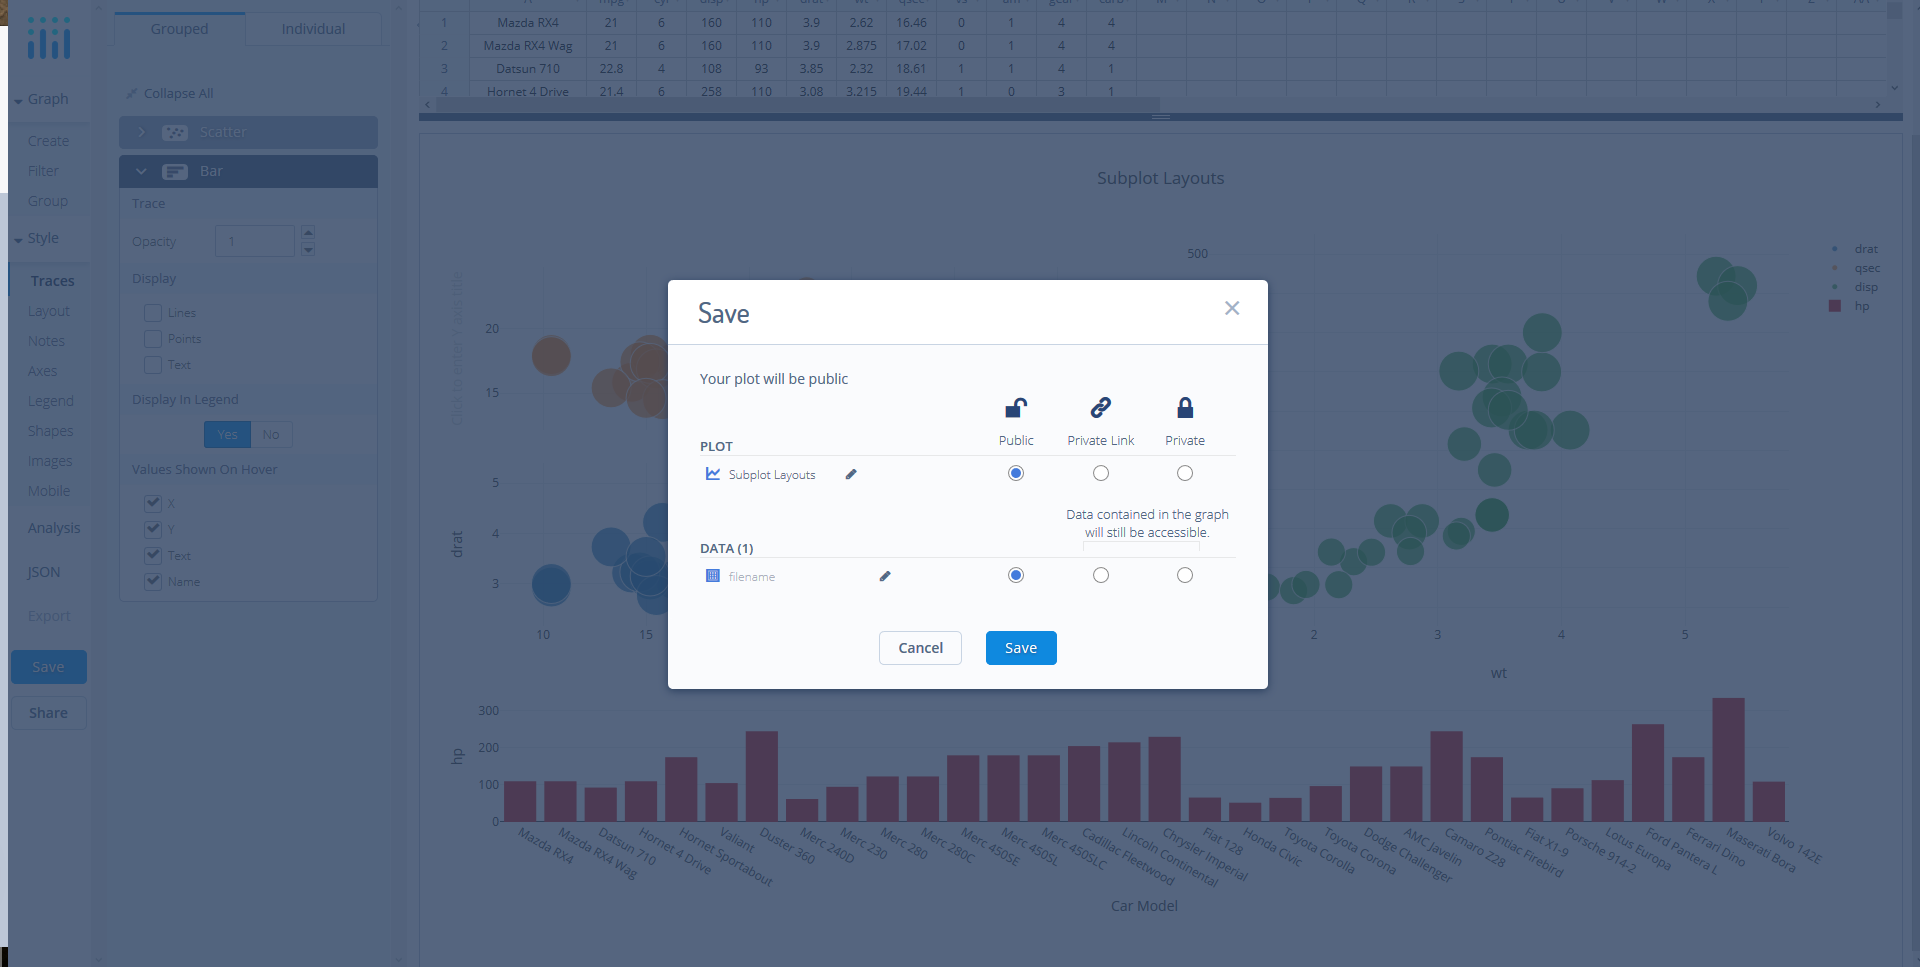 Grouped Individual
Collapse All
Scatter
Bar
Trace
Opacity 1
Display
Lines
Points
Text
Display In Legend
Yes No
Values Shown On Hover
X
Y
Text
Name
Graph
Create
Filter
Group
Style
Traces
Layout
Notes
Axes
Legend
Shapes
Images
Mobile
Analysis
JSON
Export
Save
Share
1 Mazda RX4 21 6 160 110 3.9 2.62 16.46 0 1 4 4
2 Mazda RX4 Wag 21 6 160 110 3.9 2.875 17.02 0 1 4 4
3 Datsun 710 22.8 4 108 93 3.85 2.32 18.61 1 1 4 1
4 Hornet 4 Drive 21.4 6 258 110 3.08 3.215 19.44 1 0 3 1
Subplot Layouts
500
drat
qsec
disp
hp
20
15
5
4
3
drat
10 15
2 3 4 5
wt
Save
Your plot will be public
Public Private Link Private
PLOT
Subplot Layouts
Data contained in the graph
will still be accessible.
DATA (1)
filename
Cancel Save
300
200
100
0
hp
Mazda RX4
Mazda RX4 Wag
Datsun 710
Hornet 4 Drive
Hornet Sportabout
Valiant
Duster 360
Merc 240D
Merc 230
Merc 280
Merc 280C
Merc 450SE
Merc 450SL
Merc 450SLC
Cadillac Fleetwood
Lincoln Continental
Chrysler Imperial
Fiat 128
Honda Civic
Toyota Corolla
Toyota Corona
Dodge Challenger
AMC Javelin
Camaro Z28
Pontiac Firebird
Fiat X1-9
Porsche 914-2
Lotus Europa
Ford Pantera L
Ferrari Dino
Maserati Bora
Volvo 142E
Car Model